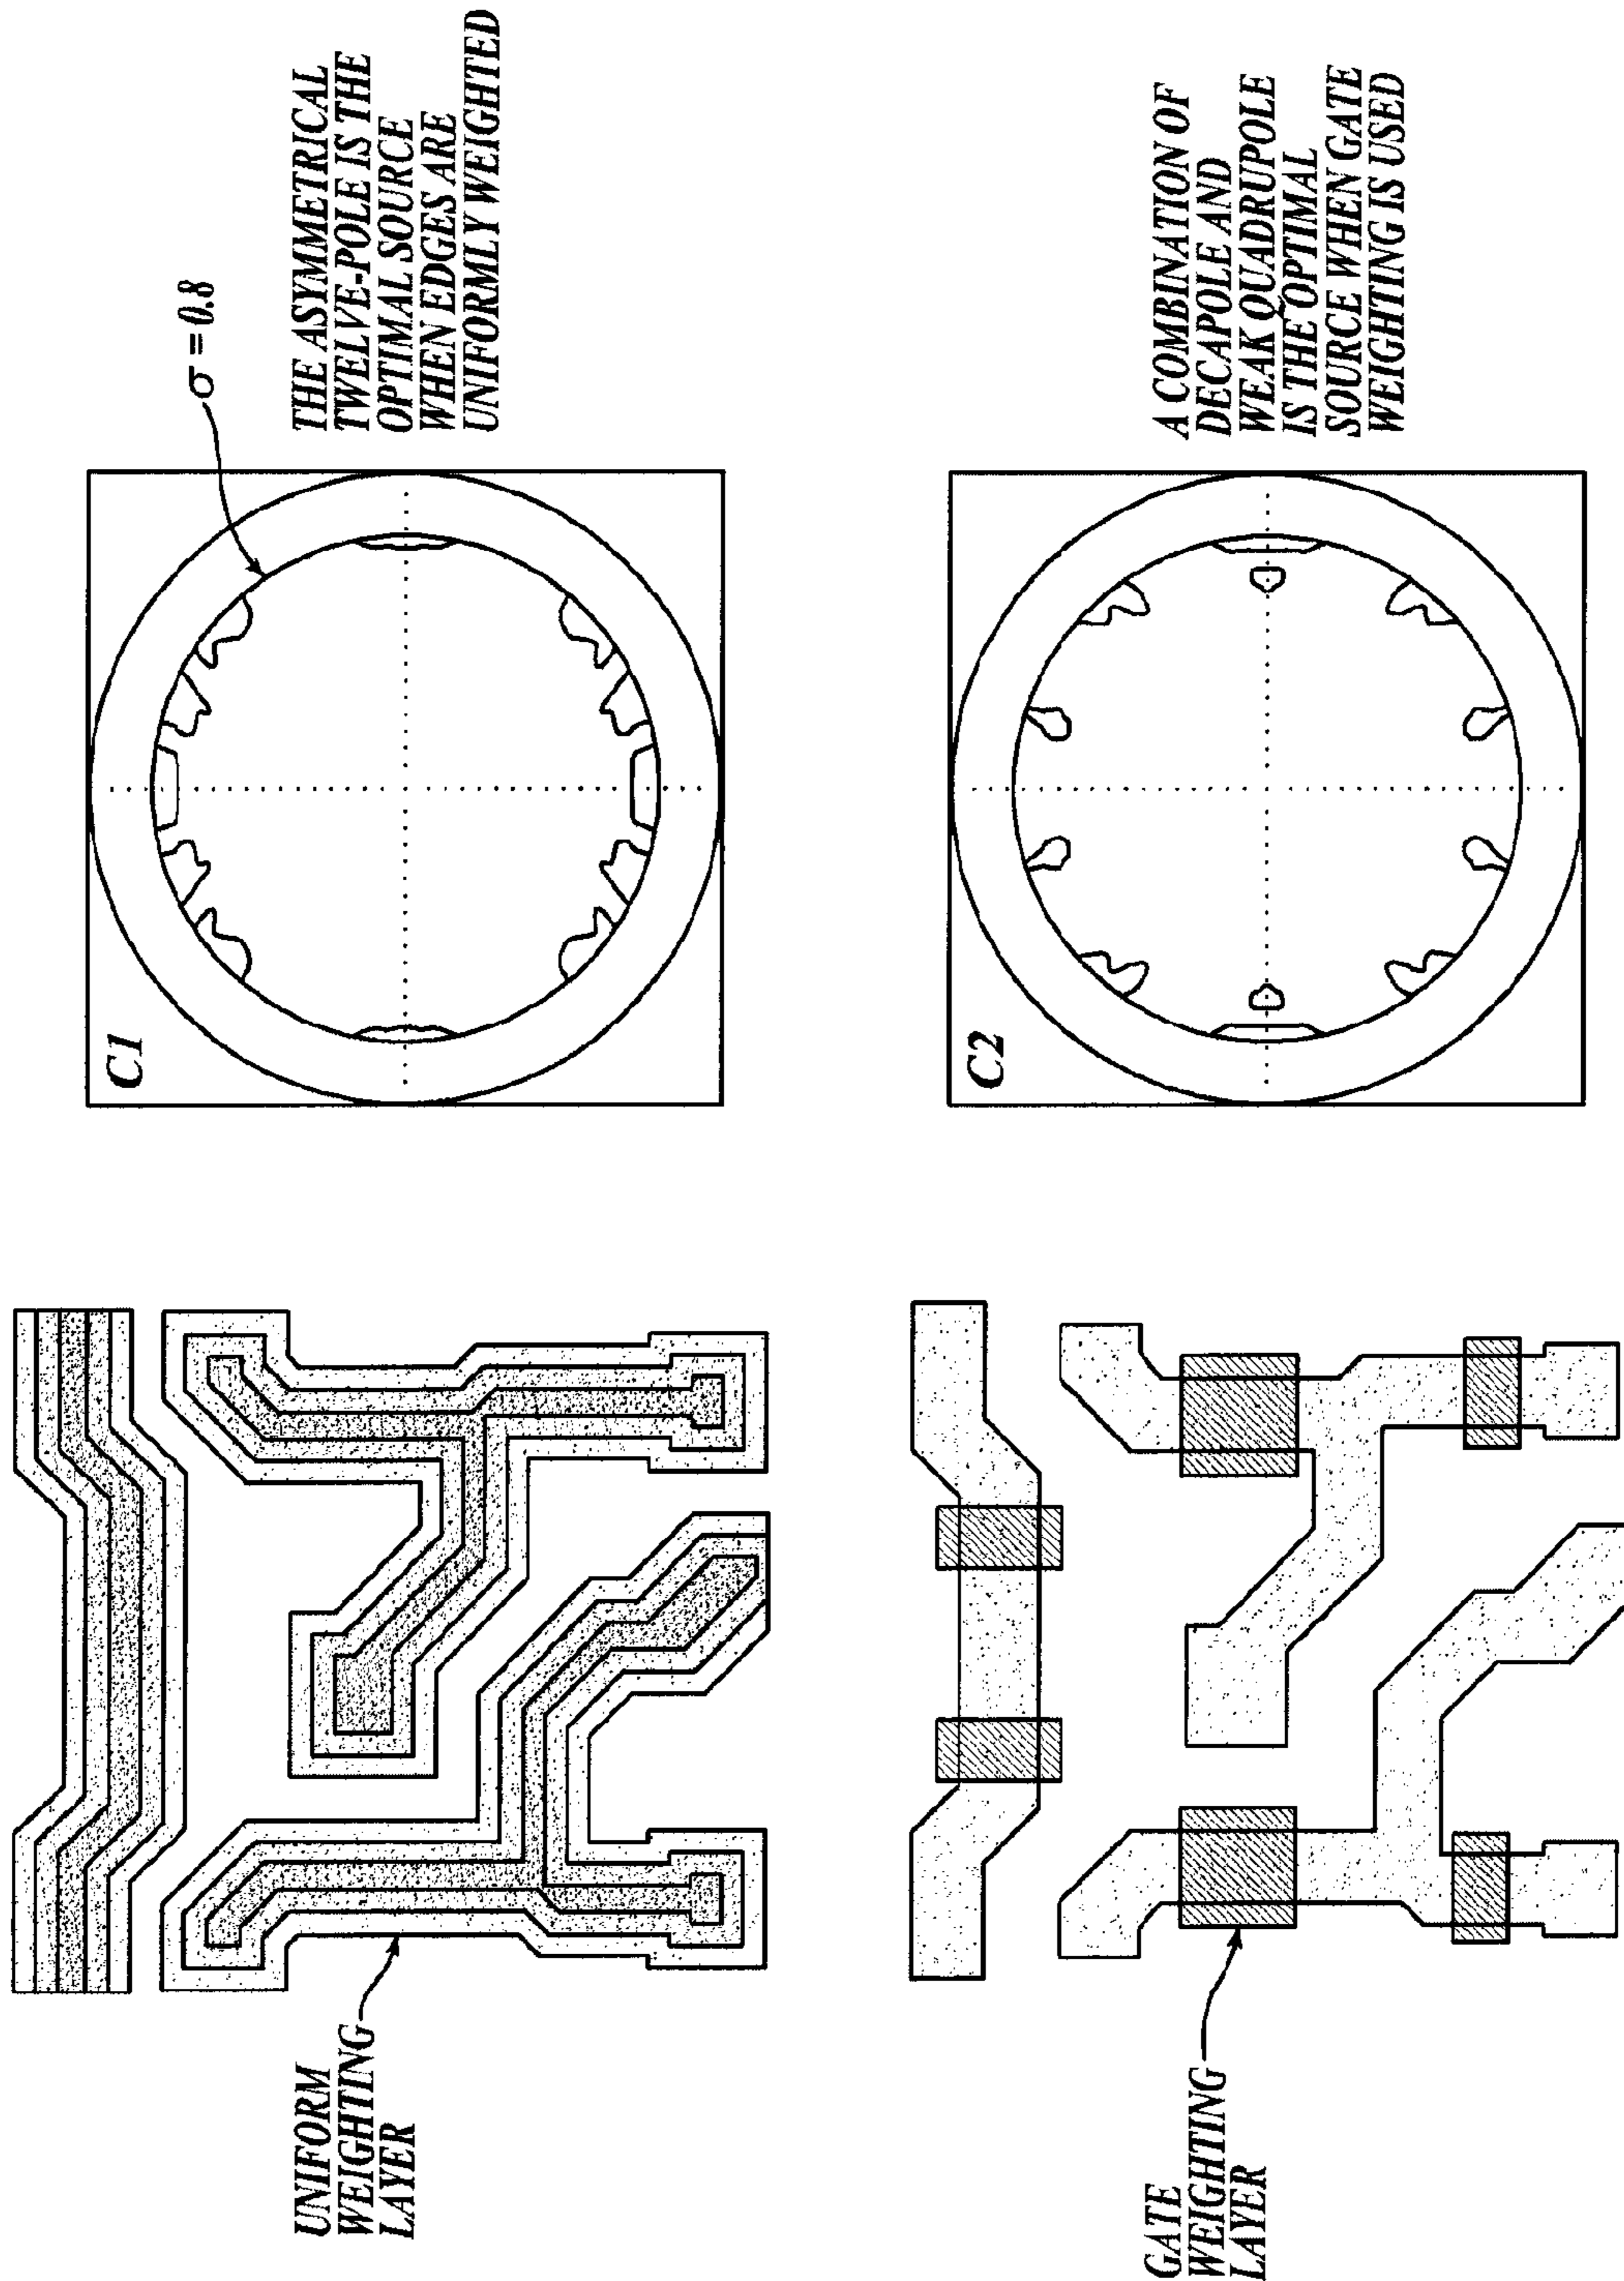 UNIFORM
WEIGHTING
LAYER
C1
σ = 0.8
THE ASYMMETRICAL
TWELVE-POLE IS THE
OPTIMAL SOURCE
WHEN EDGES ARE
UNIFORMLY WEIGHTED
GATE
WEIGHTING
LAYER
C2
A COMBINATION OF
DECAPOLE AND
WEAK QUADRUPOLE
IS THE OPTIMAL
SOURCE WHEN GATE
WEIGHTING IS USED